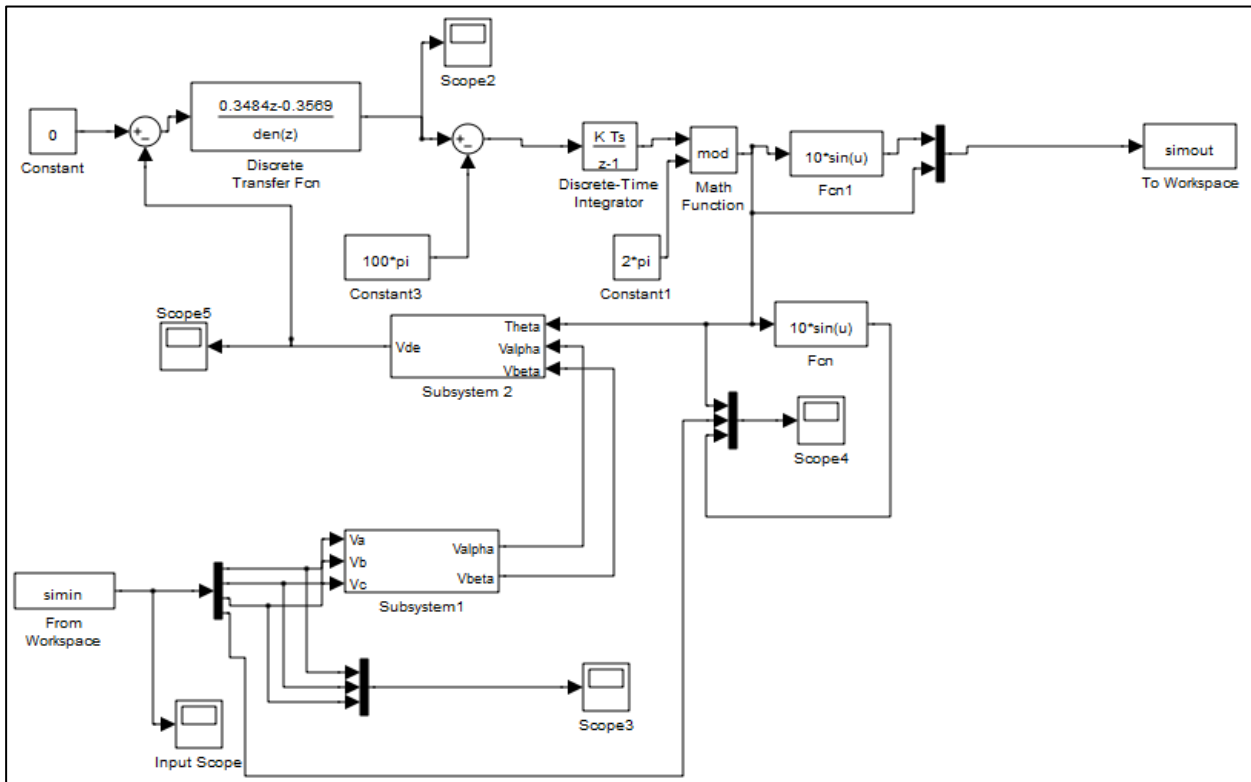 Scope2
0.3484z-0.3569
den(z)
Discrete
Transfer Fcn
0
Constant
+
−
+
−
K Ts
z-1
Discrete-Time
Integrator
mod
Math
Function
10*sin(u)
Fcn1
simout
To Workspace
100*pi
Constant3
2*pi
Constant1
Scope5
Vde
Theta
Valpha
Vbeta
Subsystem 2
10*sin(u)
Fcn
Scope4
Va
Vb
Vc
Valpha
Vbeta
Subsystem1
simin
From
Workspace
Scope3
Input Scope